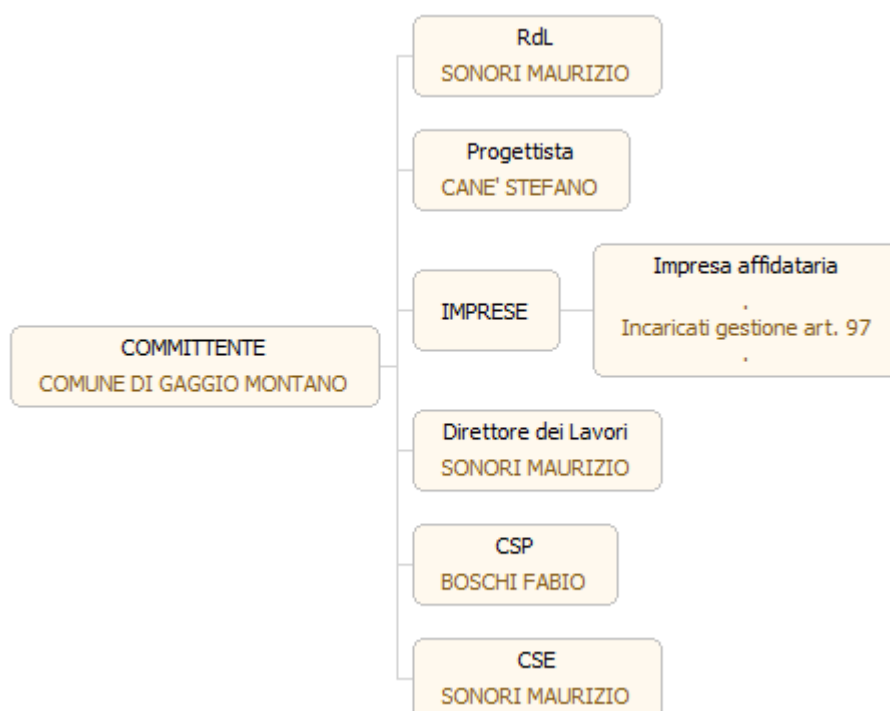 RdL
SONORI MAURIZIO
Progettista
CANE' STEFANO
IMPRESE
Impresa affidataria
.
Incaricati gestione art. 97
.
COMMITTENTE
COMUNE DI GAGGIO MONTANO
Direttore dei Lavori
SONORI MAURIZIO
CSP
BOSCHI FABIO
CSE
SONORI MAURIZIO